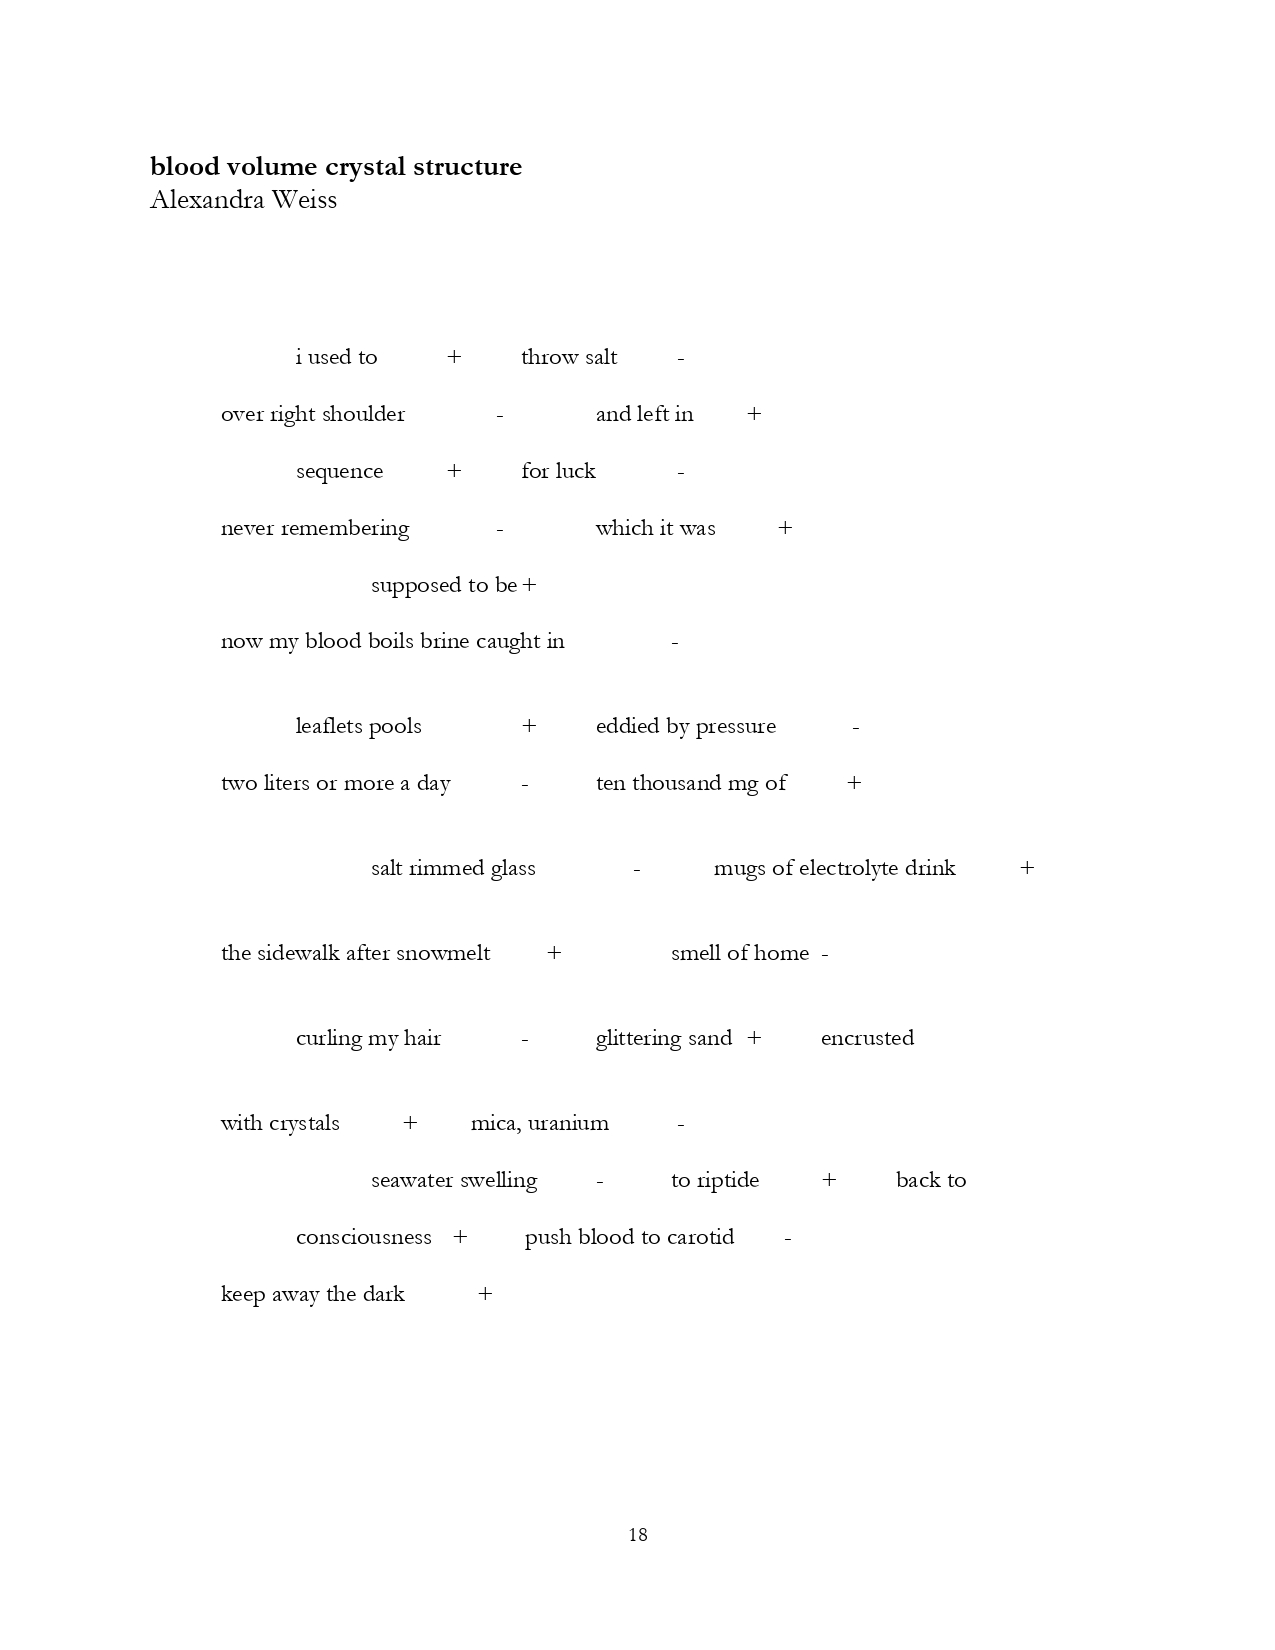 blood volume crystal structure
Alexandra Weiss
i used to + throw salt -
over right shoulder - and left in +
sequence + for luck -
never remembering - which it was +
supposed to be +
now my blood boils brine caught in -
leaflets pools + eddied by pressure -
two liters or more a day - ten thousand mg of +
salt rimmed glass - mugs of electrolyte drink +
the sidewalk after snowmelt + smell of home -
curling my hair - glittering sand + encrusted
with crystals + mica, uranium -
seawater swelling - to riptide + back to
consciousness + push blood to carotid -
keep away the dark +
18